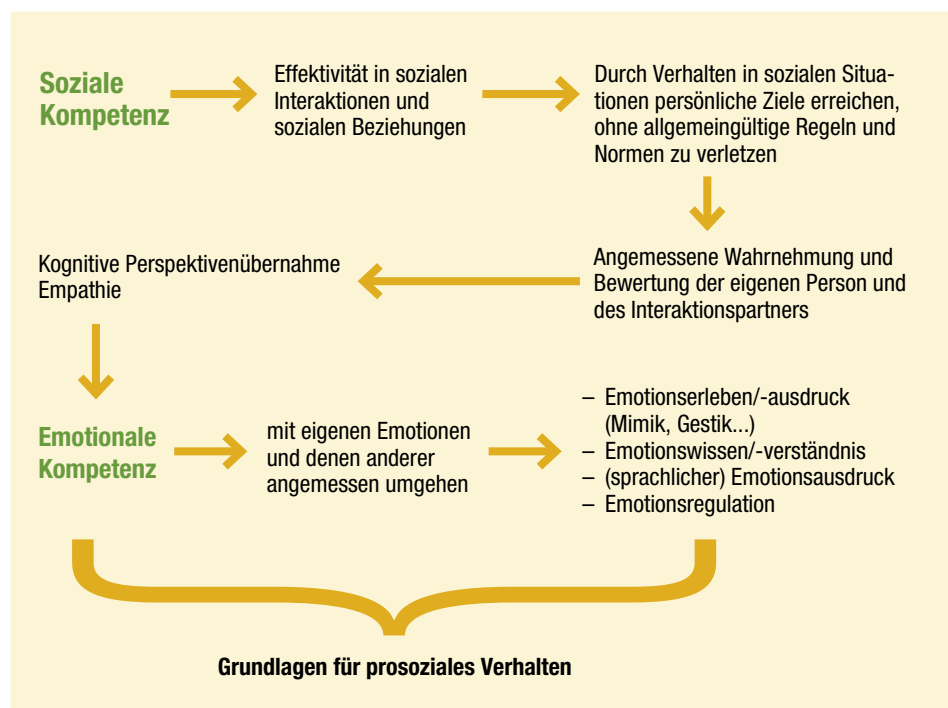 Soziale
Kompetenz
Effektivität in sozialen
Interaktionen und
sozialen Beziehungen
Durch Verhalten in sozialen Situa-
tionen persönliche Ziele erreichen,
ohne allgemeingültige Regeln und
Normen zu verletzen
Angemessene Wahrnehmung und
Bewertung der eigenen Person und
des Interaktionspartners
Kognitive Perspektivenübernahme
Empathie
Emotionale
Kompetenz
mit eigenen Emotionen
und denen anderer
angemessen umgehen
– Emotionserleben/-ausdruck
(Mimik, Gestik...)
– Emotionswissen/-verständnis
– (sprachlicher) Emotionsausdruck
– Emotionsregulation
Grundlagen für prosoziales Verhalten